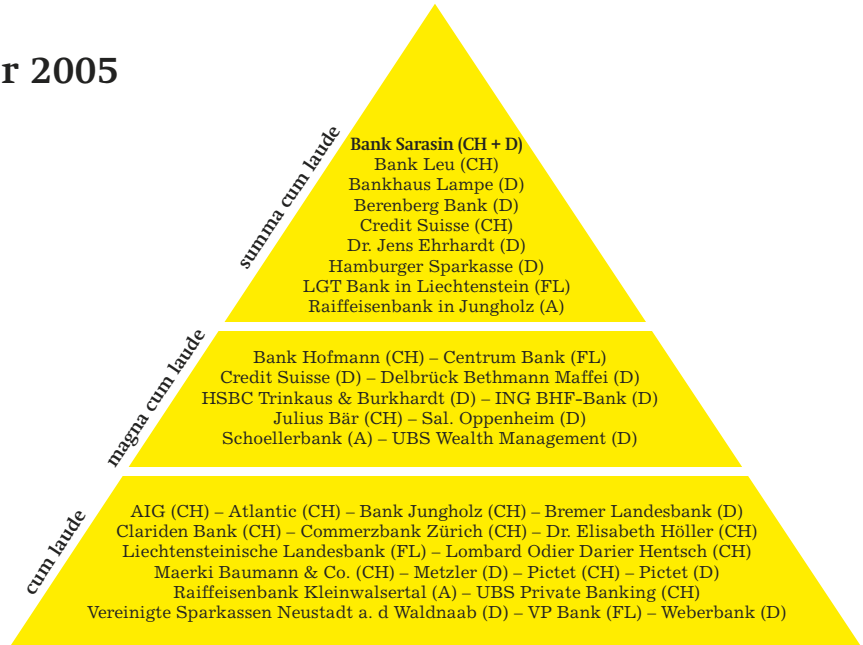 r 2005
summa cum laude
Bank Sarasin (CH + D)
Bank Leu (CH)
Bankhaus Lampe (D)
Berenberg Bank (D)
Credit Suisse (CH)
Dr. Jens Ehrhardt (D)
Hamburger Sparkasse (D)
LGT Bank in Liechtenstein (FL)
Raiffeisenbank in Jungholz (A)
magna cum laude
Bank Hofmann (CH) – Centrum Bank (FL)
Credit Suisse (D) – Delbrück Bethmann Maffei (D)
HSBC Trinkaus & Burkhardt (D) – ING BHF-Bank (D)
Julius Bär (CH) – Sal. Oppenheim (D)
Schoellerbank (A) – UBS Wealth Management (D)
cum laude
AIG (CH) – Atlantic (CH) – Bank Jungholz (CH) – Bremer Landesbank (D)
Clariden Bank (CH) – Commerzbank Zürich (CH) – Dr. Elisabeth Höller (CH)
Liechtensteinische Landesbank (FL) – Lombard Odier Darier Hentsch (CH)
Maerki Baumann & Co. (CH) – Metzler (D) – Pictet (CH) – Pictet (D)
Raiffeisenbank Kleinwalsertal (A) – UBS Private Banking (CH)
Vereinigte Sparkassen Neustadt a. d Waldnaab (D) – VP Bank (FL) – Weberbank (D)